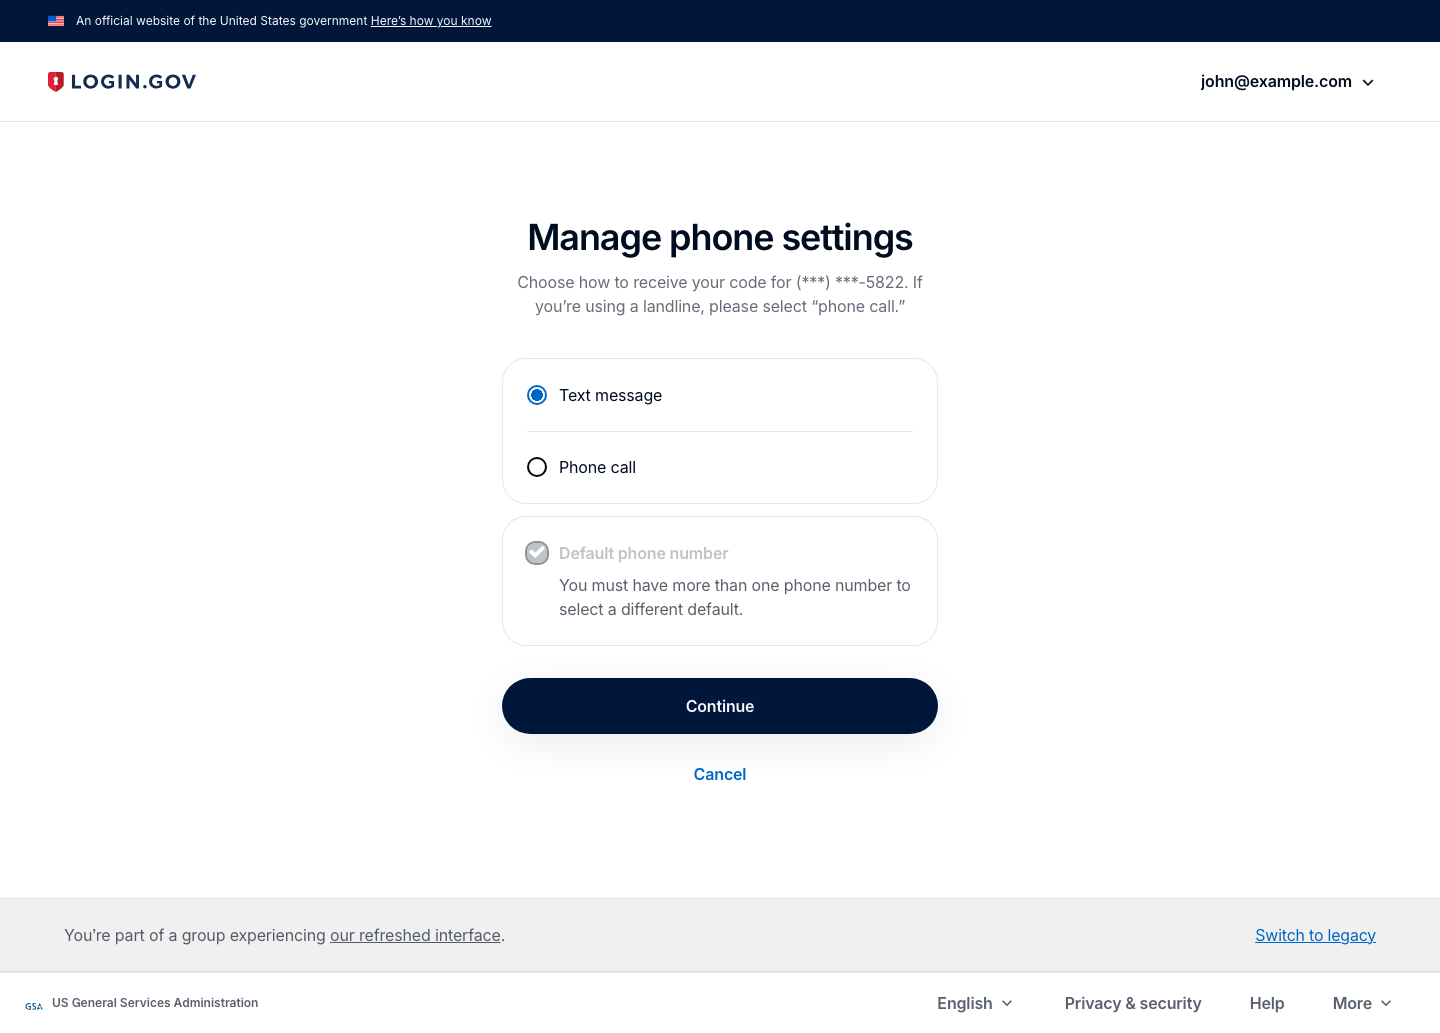 An official website of the United States government Here’s how you know
LOGIN.GOV
john@example.com
Manage phone settings
Choose how to receive your code for (***) ***-5822. If
you’re using a landline, please select “phone call.”
Text message
Phone call
Default phone number
You must have more than one phone number to
select a different default.
Continue
Cancel
You’re part of a group experiencing our refreshed interface.
Switch to legacy
GSA US General Services Administration
English
Privacy & security
Help
More